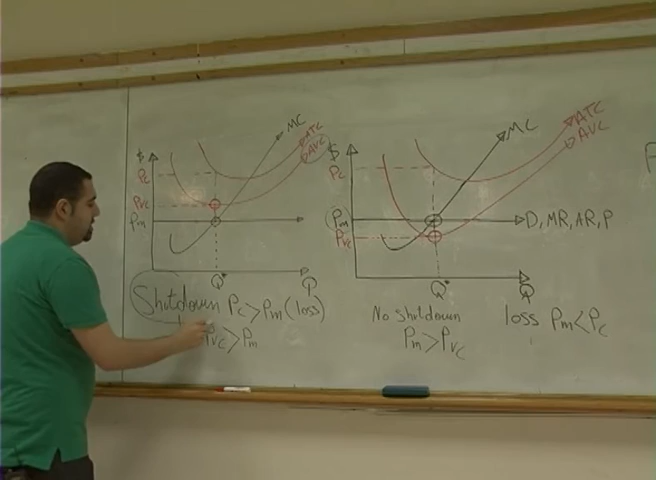 $
MC
ATC
AVC
Pc
Pvc
Pm
Q*
Q
Shutdown Pc > Pm (loss)
Pvc > Pm
$
MC
ATC
AVC
Pc
Pm
Pvc
D, MR, AR, P
Q*
Q
No shutdown
Pm > Pvc
loss Pm < Pc